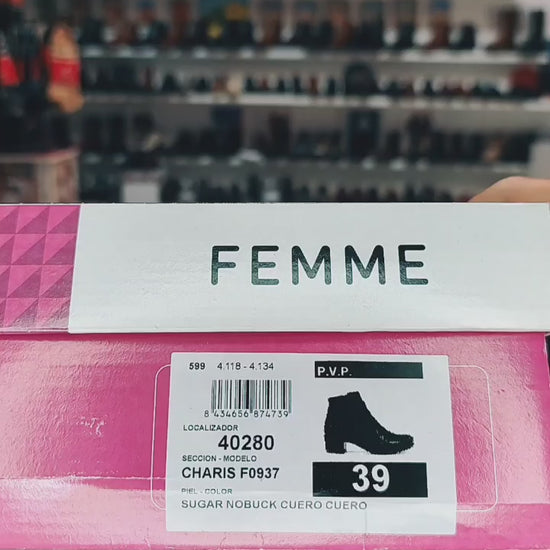 FEMME
599 4.118 - 4.134
P.V.P.
8 434656 874739
LOCALIZADOR
40280
SECCION - MODELO
CHARIS F0937
39
PIEL - COLOR
SUGAR NOBUCK CUERO CUERO